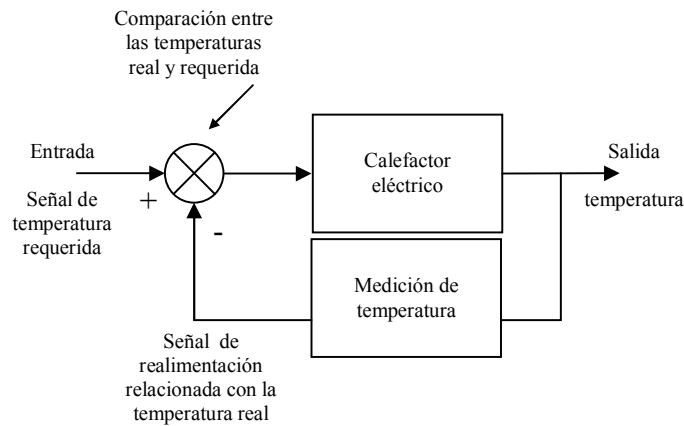 Comparación entre
las temperaturas
real y requerida
Entrada
Señal de
temperatura
requerida
+
-
Calefactor
eléctrico
Salida
temperatura
Medición de
temperatura
Señal de
realimentación
relacionada con la
temperatura real